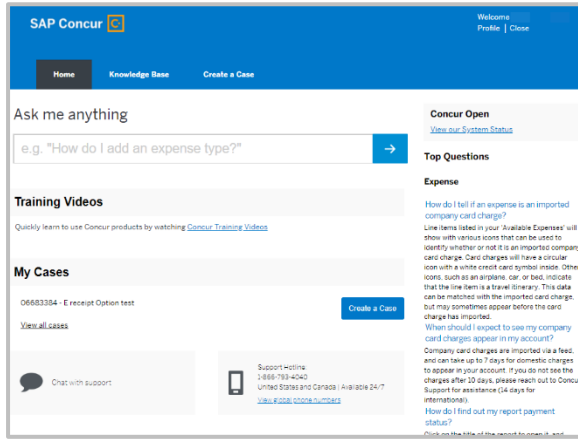 SAP Concur C
Welcome
Profile | Close
Home
Knowledge Base
Create a Case
Ask me anything
e.g. "How do I add an expense type?"
Training Videos
Quickly learn to use Concur products by watching Concur Training Videos
My Cases
06683384 - E receipt Option test
Create a Case
View all cases
Chat with support
Support Hotline
1-866-793-4040
United States and Canada | Available 24/7
View global phone numbers
Concur Open
View our System Status
Top Questions
Expense
How do I tell if an expense is an imported
company card charge?
Line items listed in your 'Available Expenses' will
show with various icons that can be used to
identify whether or not it is an imported company
card charge. Card charges will have a circular
icon with a white credit card symbol inside. Other
icons, such as an airplane, car, or bed, indicate
that the line item is a travel itinerary. This data
can be matched with the imported card charge,
but may sometimes appear before the card
charge has imported.
When should I expect to see my company
card charges appear in my account?
Company card charges are imported via a feed,
and can take up to 7 days for domestic charges
to appear in your account. If you do not see the
charges after 10 days, please reach out to Concur
Support for assistance (14 days for
international).
How do I find out my report payment
status?
Click on the title of the report to open it, and